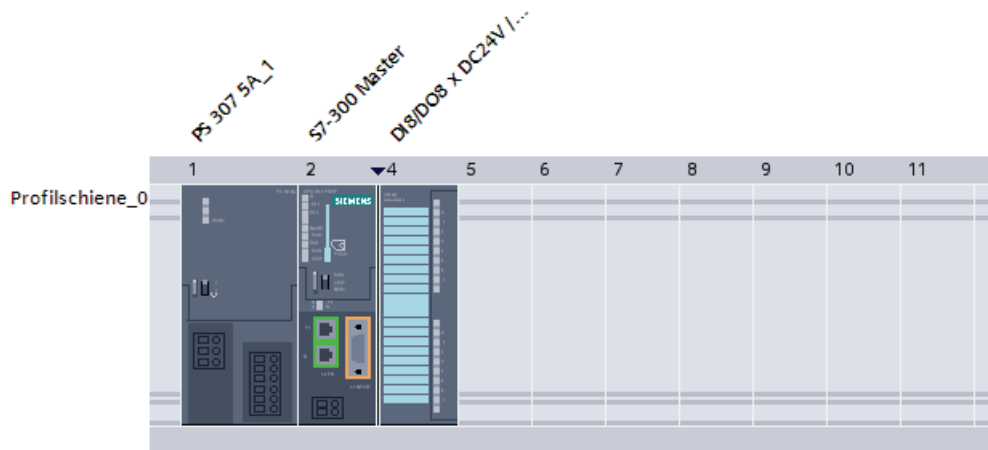 PS 307 5A_1
S7-300 Master
DI8/DO8 x DC24V /...
1 2 4 5 6 7 8 9 10 11
Profilschiene_0
SIEMENS